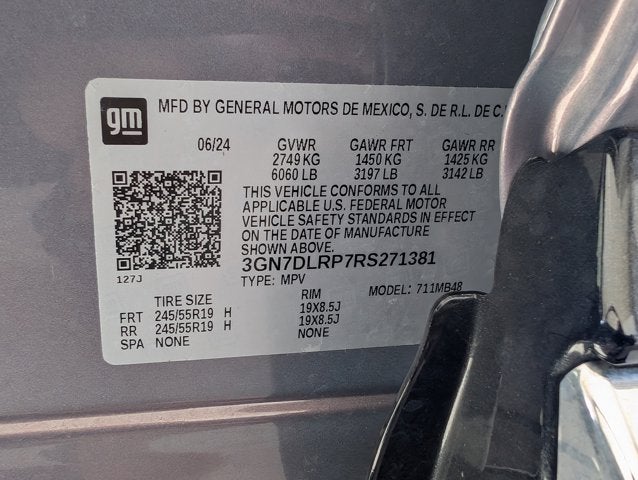 gm
MFD BY GENERAL MOTORS DE MEXICO, S. DE R.L. DE C.
06/24 GVWR GAWR FRT GAWR RR
2749 KG 1450 KG 1425 KG
6060 LB 3197 LB 3142 LB
THIS VEHICLE CONFORMS TO ALL
APPLICABLE U.S. FEDERAL MOTOR
VEHICLE SAFETY STANDARDS IN EFFECT
ON THE DATE OF MANUFACTURE
SHOWN ABOVE.
3GN7DLRP7RS271381
127J TYPE: MPV MODEL: 711MB48
TIRE SIZE RIM
FRT 245/55R19 H 19X8.5J
RR 245/55R19 H 19X8.5J
SPA NONE NONE